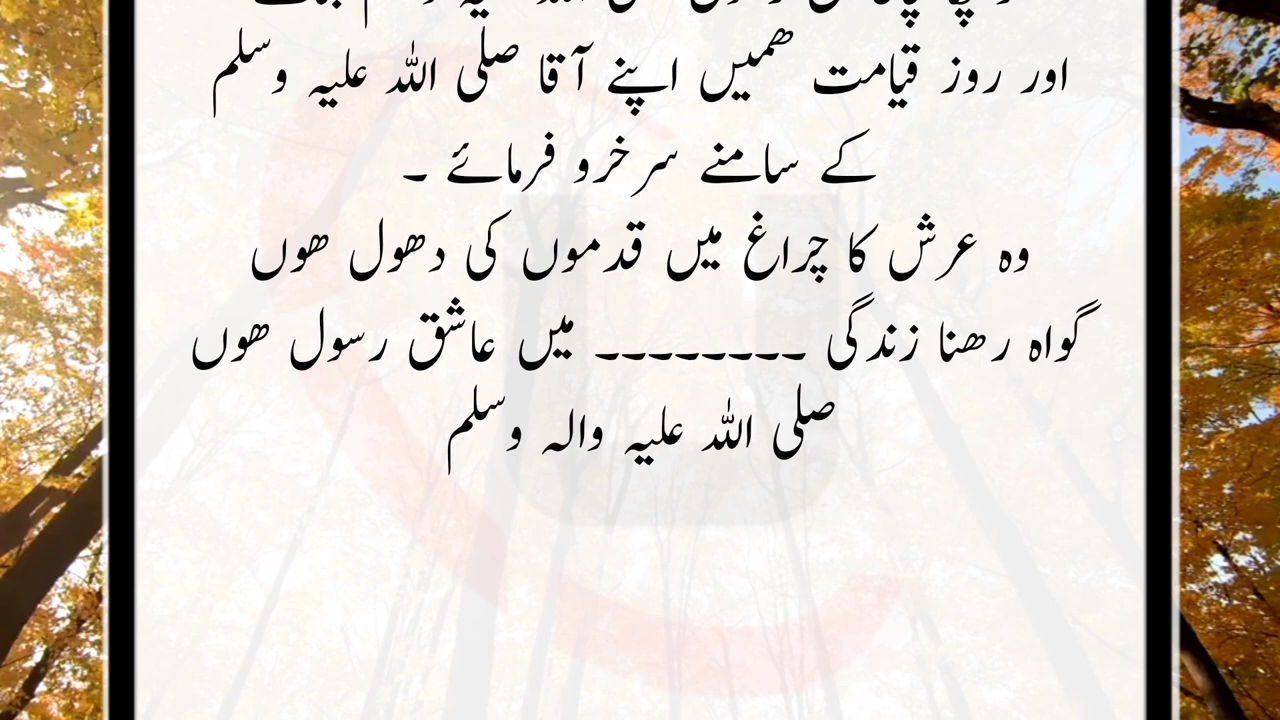 اور روز قیامت ھمیں اپنے آقا صلی اللہ علیہ وسلم
کے سامنے سرخرو فرمائے ۔
وہ عرش کا چراغ میں قدموں کی دھول ھوں
گواہ رھنا زندگی ۔۔۔۔۔۔۔۔ میں عاشق رسول ھوں
صلی اللہ علیہ والہ وسلم